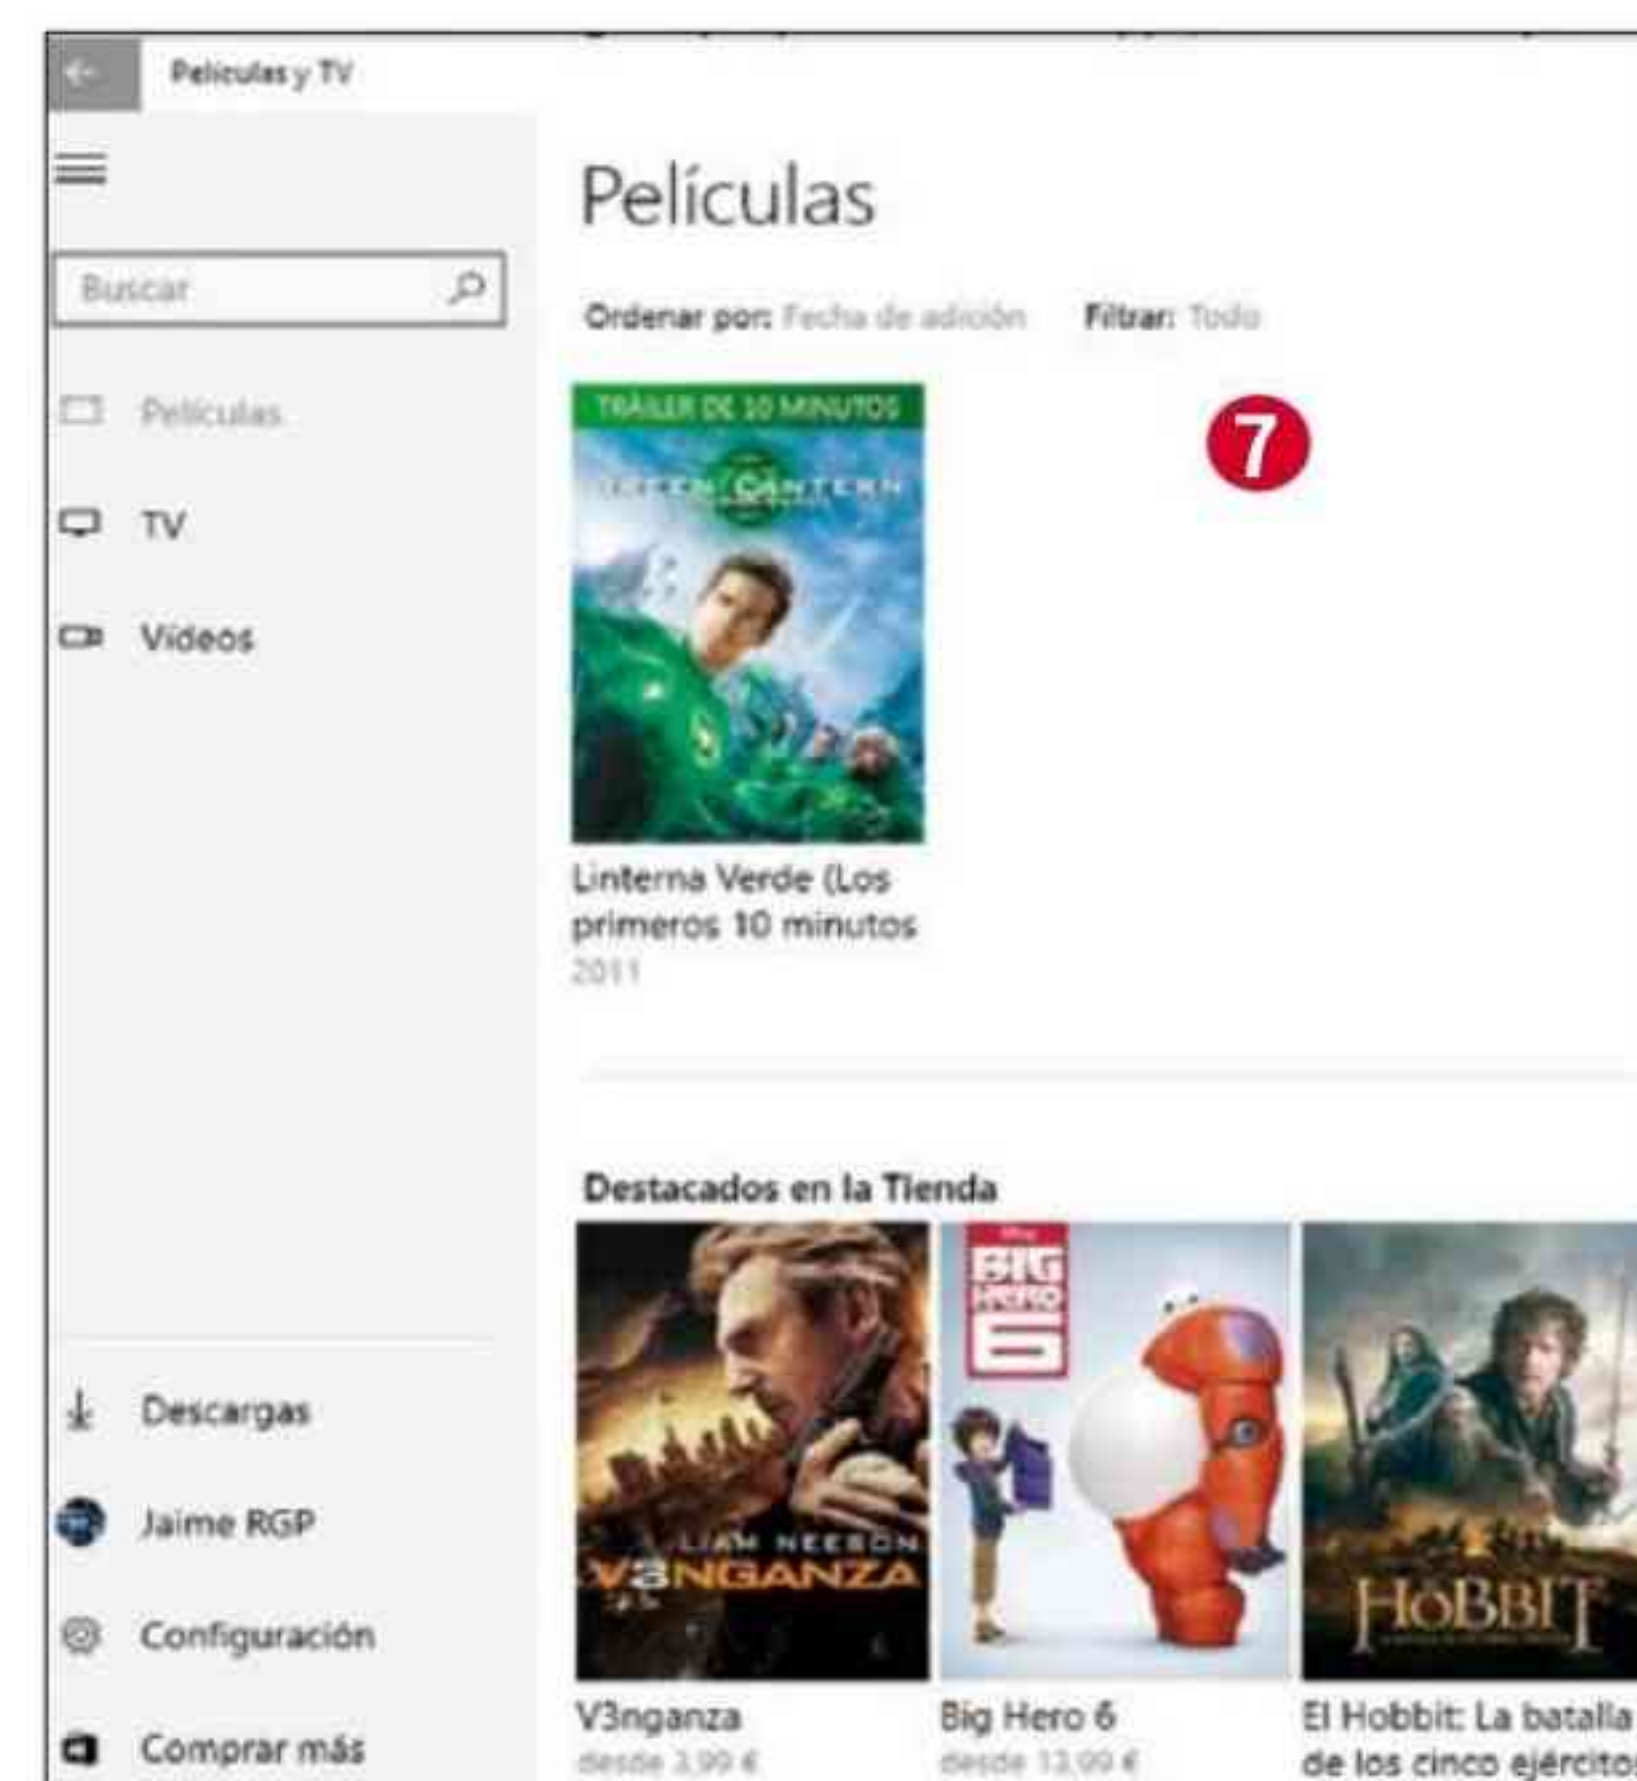 Películas y TV
Películas
Buscar
Ordenar por: Fecha de adición Filtrar: Todo
Películas
TV
Vídeos
7
TRÁILER DE 10 MINUTOS
GREEN LANTERN
Linterna Verde (Los
primeros 10 minutos
2011
Destacados en la Tienda
LIAM NEESON
V3NGANZA
BIG
HERO
6
HOBBIT
V3nganza
desde 3,99 €
Big Hero 6
desde 13,99 €
El Hobbit: La batalla
de los cinco ejércitos
Descargas
Jaime RGP
Configuración
Comprar más